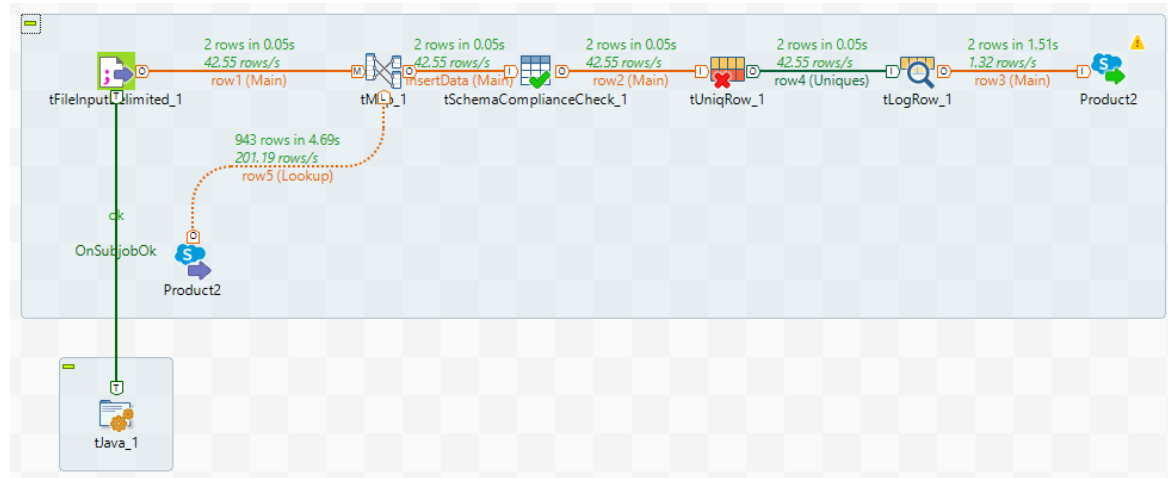 2 rows in 0.05s
42.55 rows/s
row1 (Main)
2 rows in 0.05s
42.55 rows/s
insertData (Main)
2 rows in 0.05s
42.55 rows/s
row2 (Main)
2 rows in 0.05s
42.55 rows/s
row4 (Uniques)
2 rows in 1.51s
1.32 rows/s
row3 (Main)
O
M
O
I
O
I
O
I
O
I
tFileInputDelimited_1
tMap_1
tSchemaComplianceCheck_1
tUniqRow_1
tLogRow_1
Product2
T
L
943 rows in 4.69s
201.19 rows/s
row5 (Lookup)
ok
OnSubjobOk
O
S
Product2
T
tJava_1